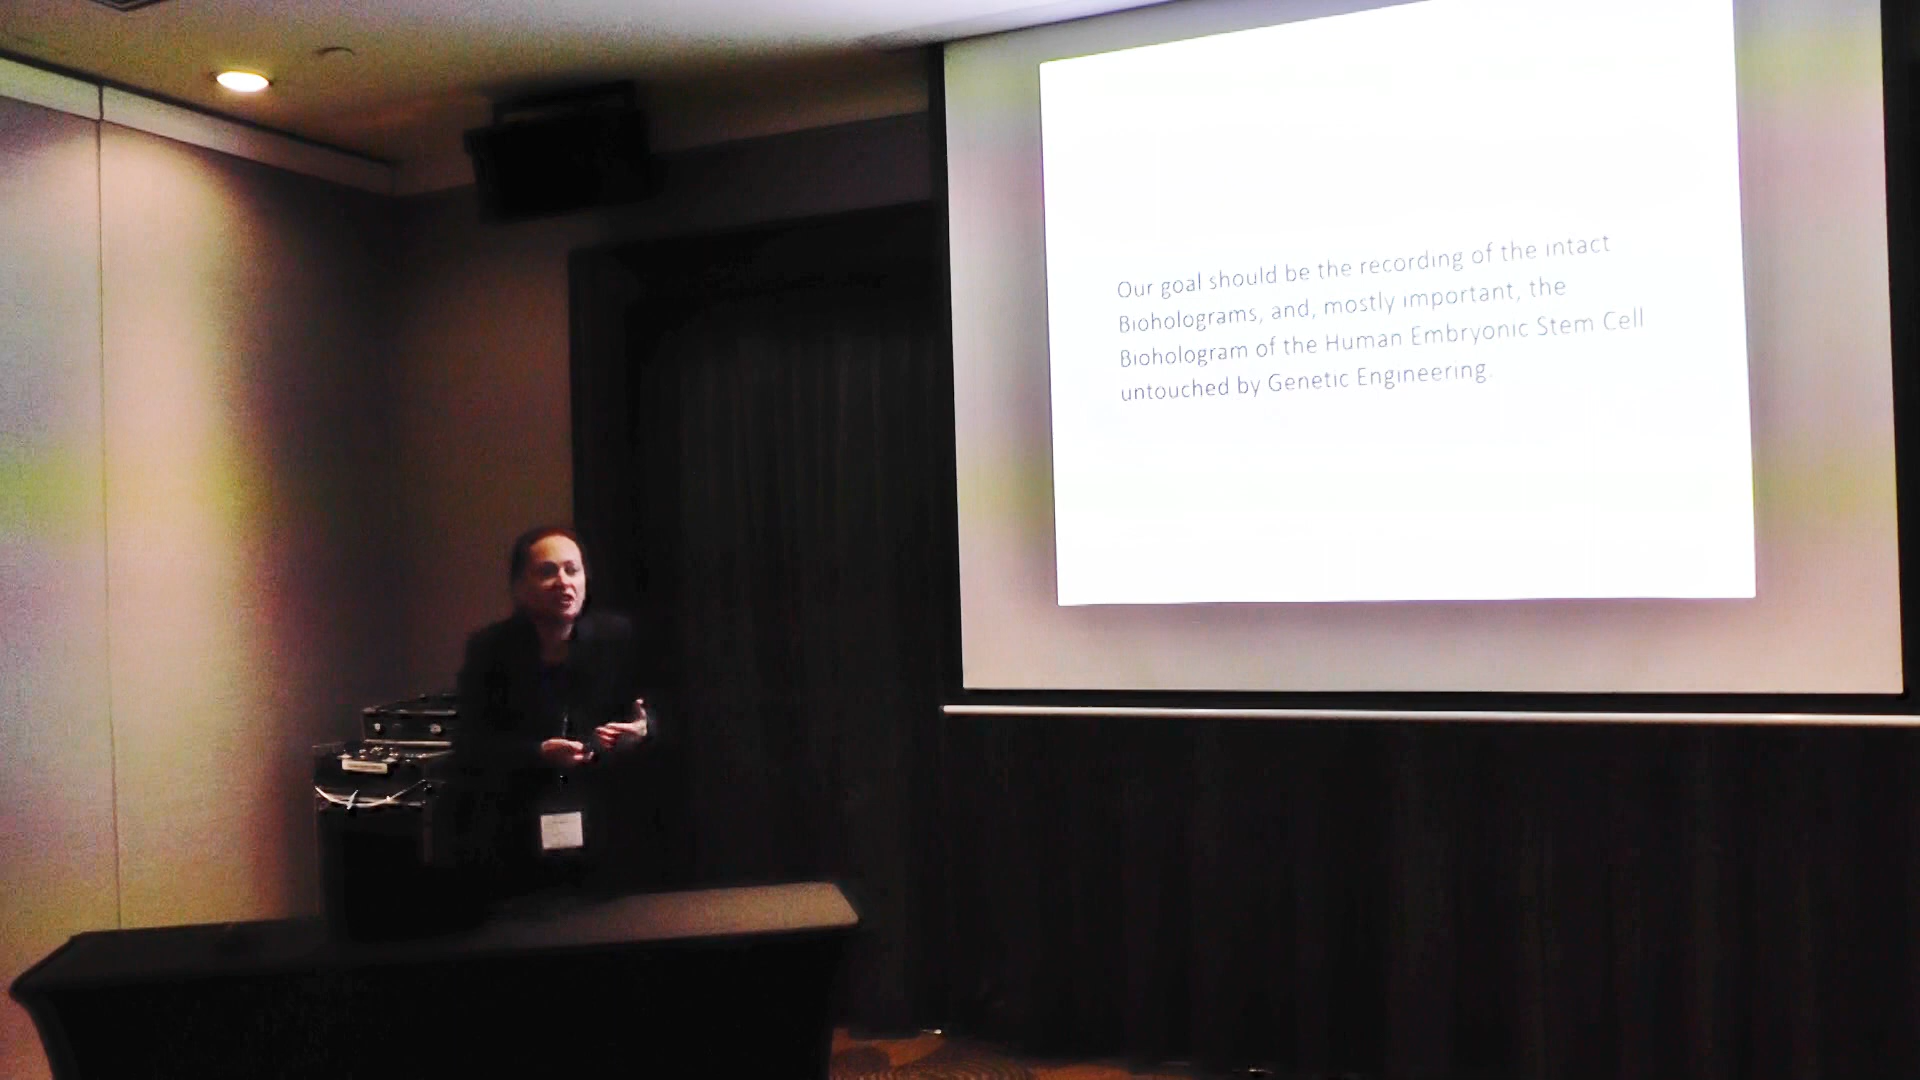 Our goal should be the recording of the intact
Bioholograms, and, mostly important, the
Biohologram of the Human Embryonic Stem Cell
untouched by Genetic Engineering.